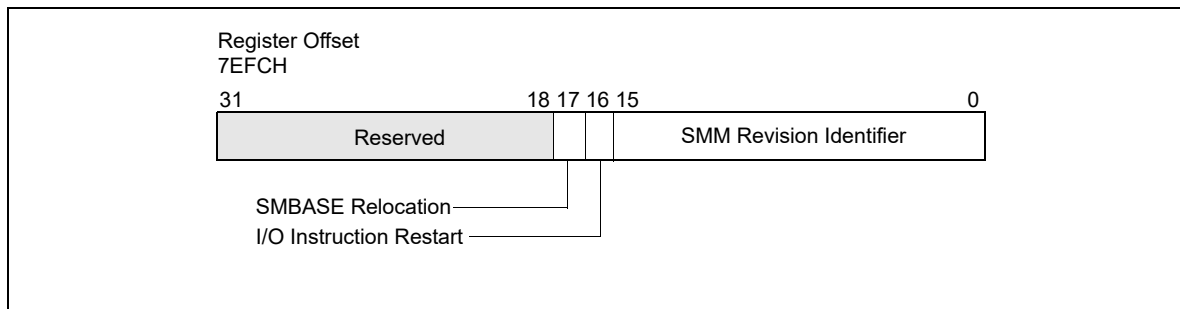 Register Offset
7EFCH
31 18 17 16 15 0
Reserved SMM Revision Identifier
SMBASE Relocation
I/O Instruction Restart